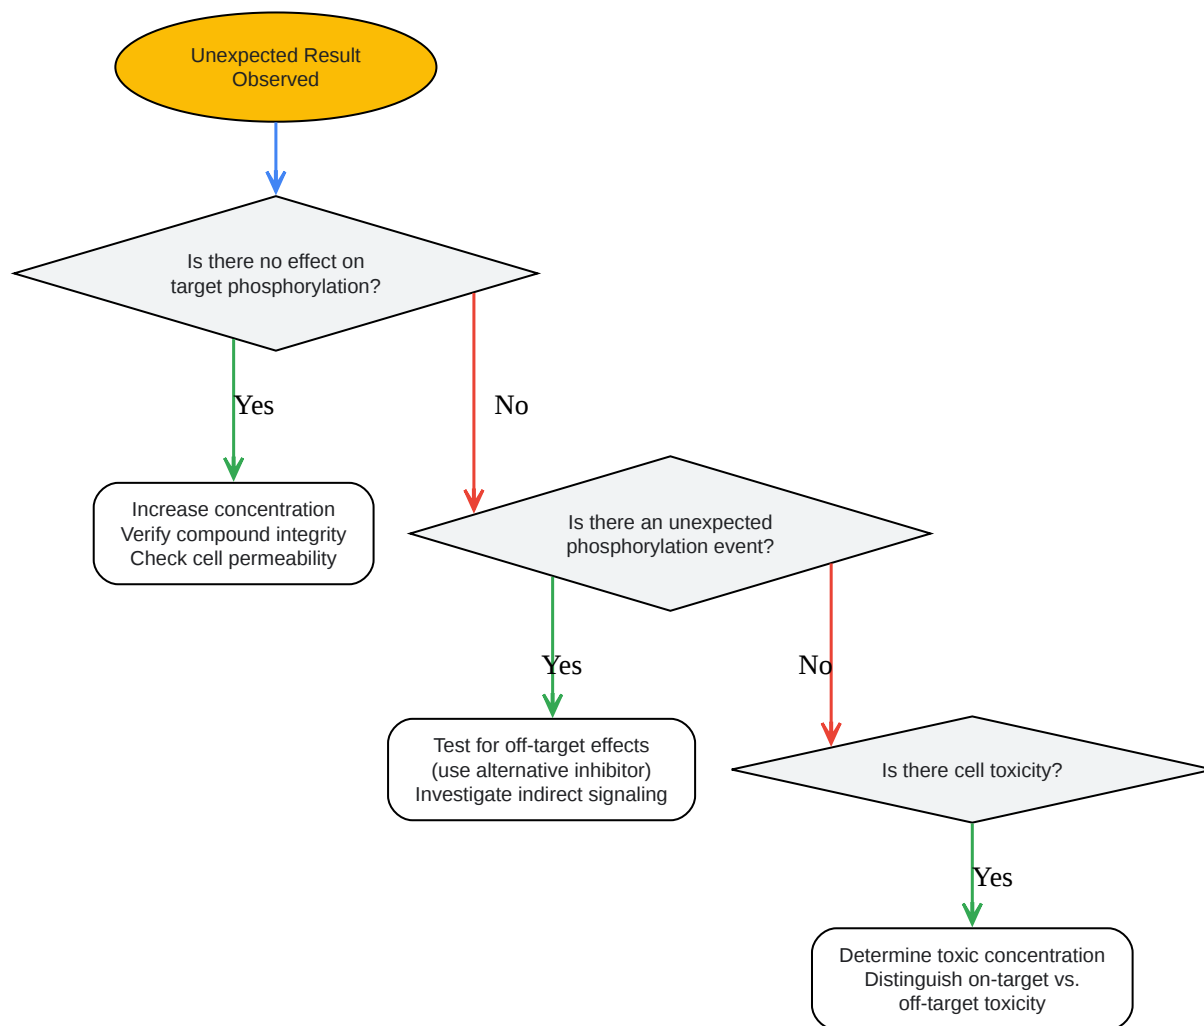 Unexpected Result
Observed
Is there no effect on
target phosphorylation?
Yes
No
Increase concentration
Verify compound integrity
Check cell permeability
Is there an unexpected
phosphorylation event?
Yes
No
Test for off-target effects
(use alternative inhibitor)
Investigate indirect signaling
Is there cell toxicity?
Yes
Determine toxic concentration
Distinguish on-target vs.
off-target toxicity